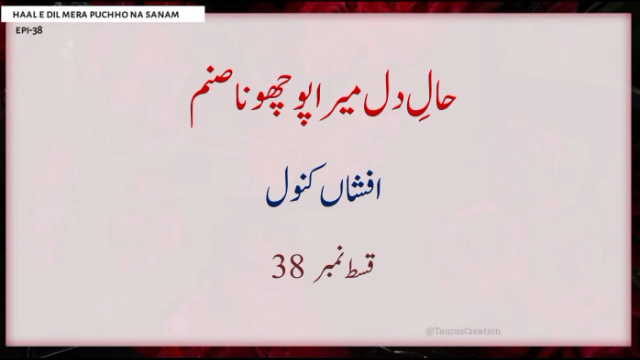 HAAL E DIL MERA PUCHHO NA SANAM
EPI-38
حالِ دل میرا پوچھو نا صنم
افشاں کنول
قسط نمبر 38
@TaurusCreation